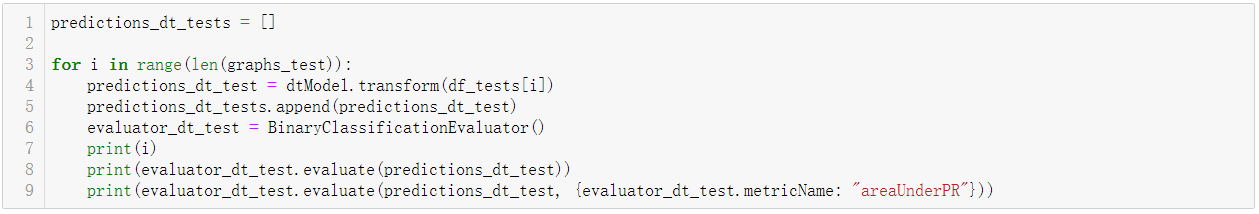 1 predictions_dt_tests = []
2
3 for i in range(len(graphs_test)):
4     predictions_dt_test = dtModel.transform(df_tests[i])
5     predictions_dt_tests.append(predictions_dt_test)
6     evaluator_dt_test = BinaryClassificationEvaluator()
7     print(i)
8     print(evaluator_dt_test.evaluate(predictions_dt_test))
9     print(evaluator_dt_test.evaluate(predictions_dt_test, {evaluator_dt_test.metricName: "areaUnderPR"}))